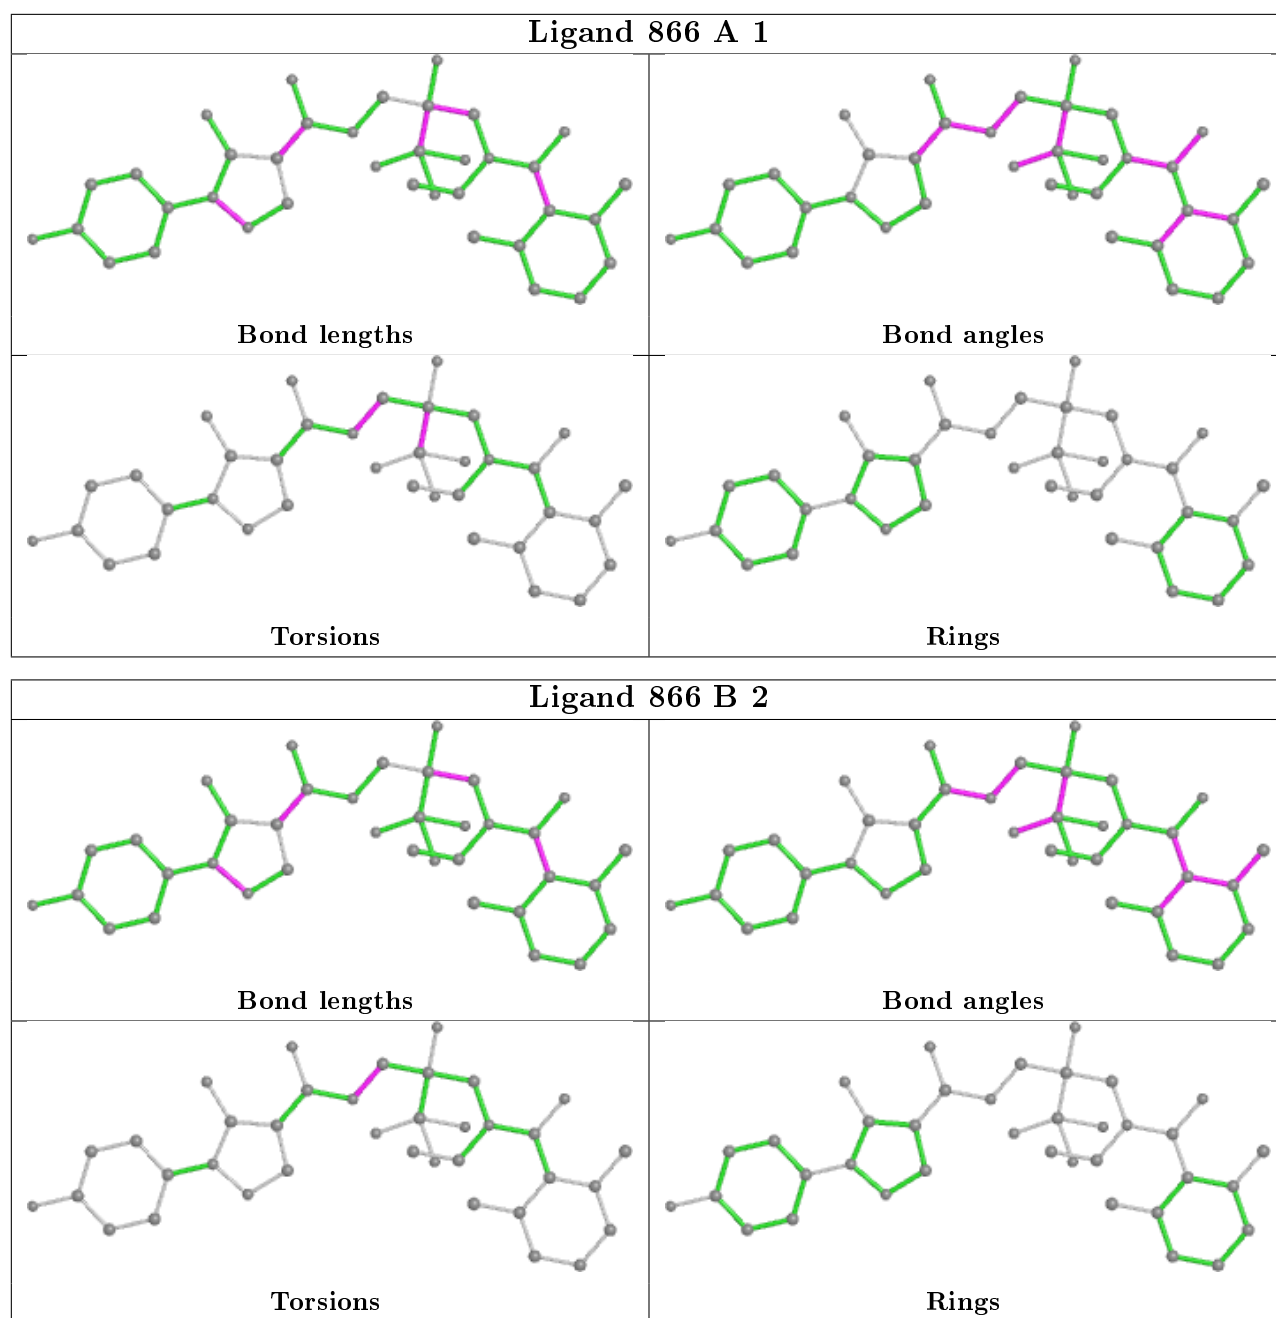 Ligand 866 A 1
Bond lengths
Bond angles
Torsions
Rings
Ligand 866 B 2
Bond lengths
Bond angles
Torsions
Rings